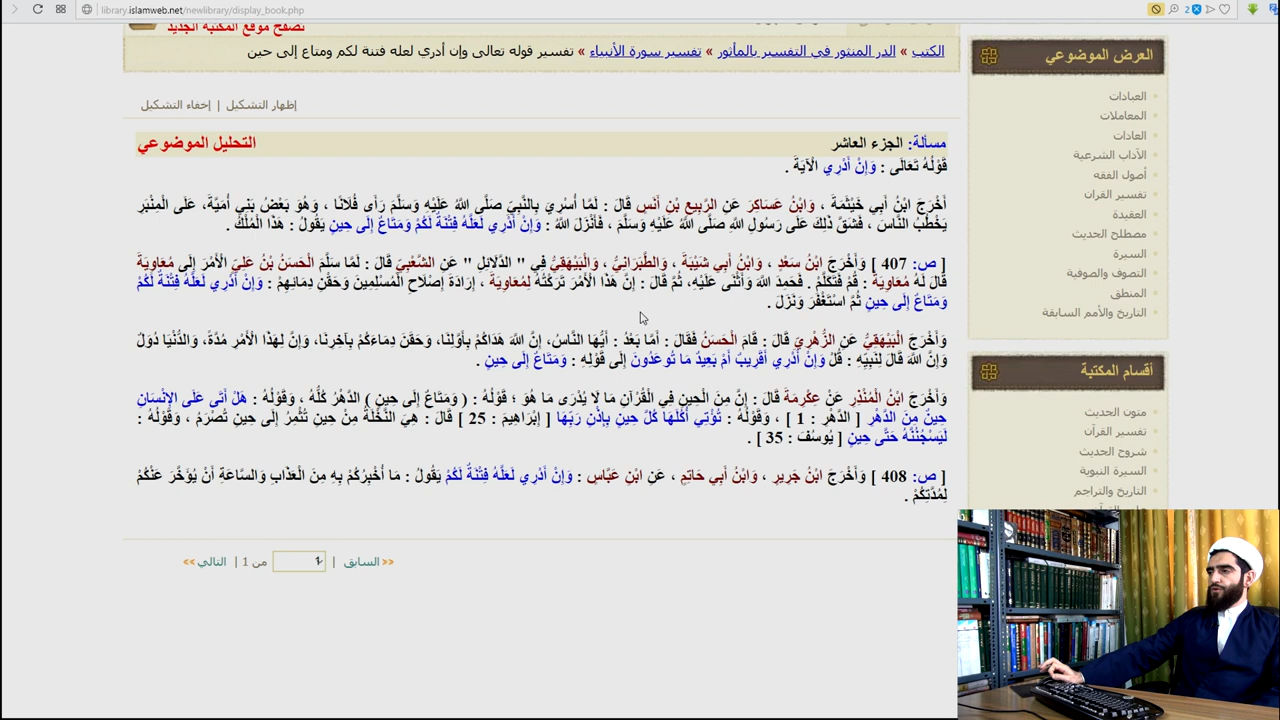 library.islamweb.net/newlibrary/display_book.php
2
تصفح موقع المكتبة الجديد
الكتب » الدر المنثور في التفسير بالمأثور » تفسير سورة الأنبياء » تفسير قوله تعالى وإن أدري لعله فتنة لكم ومتاع إلى حين
إظهار التشكيل | إخفاء التشكيل
مسألة: الجزء العاشر
التحليل الموضوعي
قَوْلُهُ تَعَالَى : وَإِنْ أَدْرِي الْآيَةَ .
أَخْرَجَ ابْنُ أَبِي خَيْثَمَةَ ، وَابْنُ عَسَاكِرَ عَنِ الرَّبِيعِ بْنِ أَنَسٍ قَالَ : لَمَّا أُسْرِيَ بِالنَّبِيِّ صَلَّى اللَّهُ عَلَيْهِ وَسَلَّمَ رَأَى فُلَانًا ، وَهُوَ بَعْضُ بَنِي أُمَيَّةَ، عَلَى الْمِنْبَرِ
يَخْطُبُ النَّاسَ ، فَشَقَّ ذَلِكَ عَلَى رَسُولِ اللَّهِ صَلَّى اللَّهُ عَلَيْهِ وَسَلَّمَ ، فَأَنْزَلَ اللَّهُ : وَإِنْ أَدْرِي لَعَلَّهُ فِتْنَةٌ لَكُمْ وَمَتَاعٌ إِلَى حِينٍ يَقُولُ : هَذَا الْمُلْكُ .
[ ص: 407 ] وَأَخْرَجَ ابْنُ سَعْدٍ ، وَابْنُ أَبِي شَيْبَةَ ، وَالطَّبَرَانِيُّ ، وَالْبَيْهَقِيُّ فِي " الدَّلَائِلِ " عَنِ الشَّعْبِيِّ قَالَ : لَمَّا سَلَّمَ الْحَسَنُ بْنُ عَلِيٍّ الْأَمْرَ إِلَى مُعَاوِيَةَ
قَالَ لَهُ مُعَاوِيَةُ : قُمْ فَتَكَلَّمْ . فَحَمِدَ اللَّهَ وَأَثْنَى عَلَيْهِ، ثُمَّ قَالَ : إِنَّ هَذَا الْأَمْرَ تَرَكْتُهُ لِمُعَاوِيَةَ ، إِرَادَةَ إِصْلَاحِ الْمُسْلِمِينَ وَحَقْنِ دِمَائِهِمْ : وَإِنْ أَدْرِي لَعَلَّهُ فِتْنَةٌ لَكُمْ
وَمَتَاعٌ إِلَى حِينٍ ثُمَّ اسْتَغْفَرَ وَنَزَلَ .
وَأَخْرَجَ الْبَيْهَقِيُّ عَنِ الزُّهْرِيِّ قَالَ : قَامَ الْحَسَنُ فَقَالَ : أَمَّا بَعْدُ : أَيُّهَا النَّاسُ، إِنَّ اللَّهَ هَدَاكُمْ بِأَوَّلِنَا، وَحَقَنَ دِمَاءَكُمْ بِآخِرِنَا، وَإِنَّ لِهَذَا الْأَمْرِ مُدَّةً، وَالدُّنْيَا دُوَلٌ
وَإِنَّ اللَّهَ قَالَ لِنَبِيِّهِ : قُلْ وَإِنْ أَدْرِي أَقَرِيبٌ أَمْ بَعِيدٌ مَا تُوعَدُونَ إِلَى قَوْلِهِ : وَمَتَاعٌ إِلَى حِينٍ .
وَأَخْرَجَ ابْنُ الْمُنْذِرِ عَنْ عِكْرِمَةَ قَالَ : إِنَّ مِنَ الْحِينِ فِي الْقُرْآنِ مَا لَا يُدْرَى مَا هُوَ ؛ قَوْلُهُ : ( وَمَتَاعٌ إِلَى حِينٍ ) الدَّهْرُ كُلُّهُ ، وَقَوْلُهُ : هَلْ أَتَى عَلَى الْإِنْسَانِ
حِينٌ مِنَ الدَّهْرِ [ الدَّهْرِ : 1 ] ، وَقَوْلُهُ : تُؤْتِي أُكُلَهَا كُلَّ حِينٍ بِإِذْنِ رَبِّهَا [ إِبْرَاهِيمَ : 25 ] قَالَ : هِيَ النَّخْلَةُ مِنْ حِينِ تُثْمِرُ إِلَى حِينِ تُصْرَمُ ، وَقَوْلُهُ :
لَيَسْجُنُنَّهُ حَتَّى حِينٍ [ يُوسُفَ : 35 ] .
[ ص: 408 ] وَأَخْرَجَ ابْنُ جَرِيرٍ ، وَابْنُ أَبِي حَاتِمٍ ، عَنِ ابْنِ عَبَّاسٍ : وَإِنْ أَدْرِي لَعَلَّهُ فِتْنَةٌ لَكُمْ يَقُولُ : مَا أُخْبِرُكُمْ بِهِ مِنَ الْعَذَابِ وَالسَّاعَةِ أَنْ يُؤَخَّرَ عَنْكُمْ
لِمُدَّتِكُمْ .
<< السابق | 1 من 1 | التالي >>
العرض الموضوعي
العبادات
المعاملات
العادات
الآداب الشرعية
أصول الفقه
تفسير القران
العقيدة
مصطلح الحديث
السيرة
التصوف والصوفية
المنطق
التاريخ والأمم السابقة
أقسام المكتبة
متون الحديث
تفسير القرآن
شروح الحديث
السيرة النبوية
التاريخ والتراجم